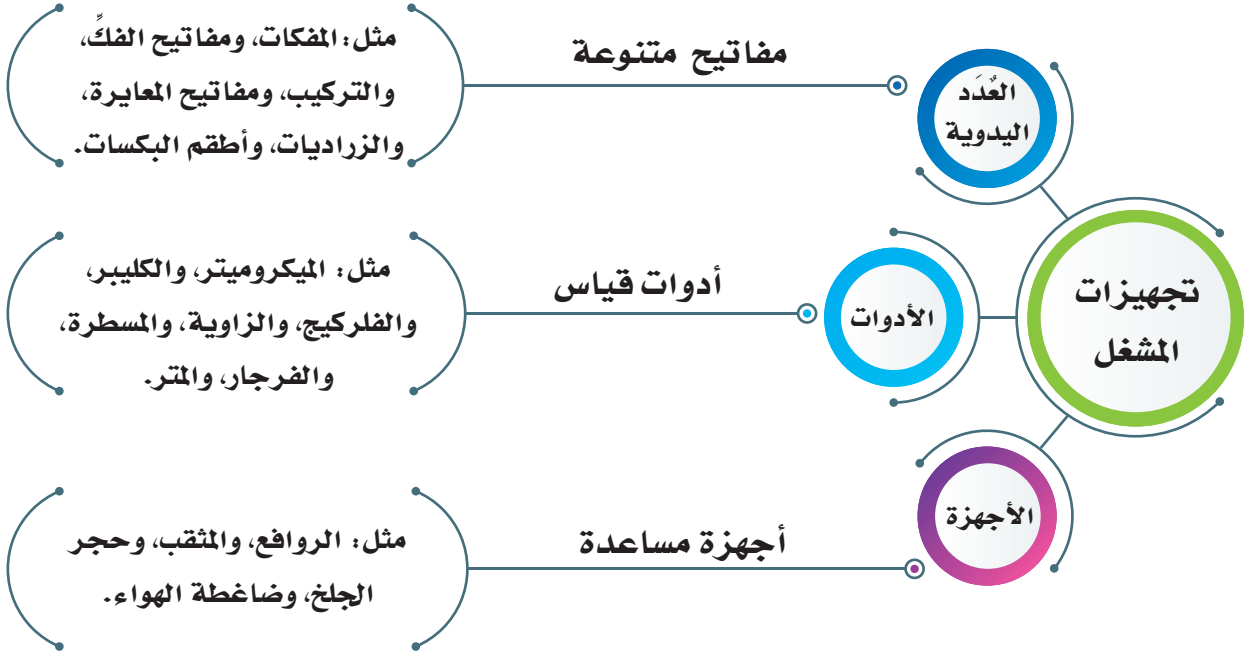 تجهيزات
المشغل
العُدَد
اليدوية
مفاتيح متنوعة
مثل: المفكات، ومفاتيح الفكِّ،
والتركيب، ومفاتيح المعايرة،
والزراديات، وأطقم البكسات.
الأدوات
أدوات قياس
مثل: الميكروميتر، والكليبر،
والفلركيج، والزاوية، والمسطرة،
والفرجار، والمتر.
الأجهزة
أجهزة مساعدة
مثل: الروافع، والمثقب، وحجر
الجلخ، وضاغطة الهواء.